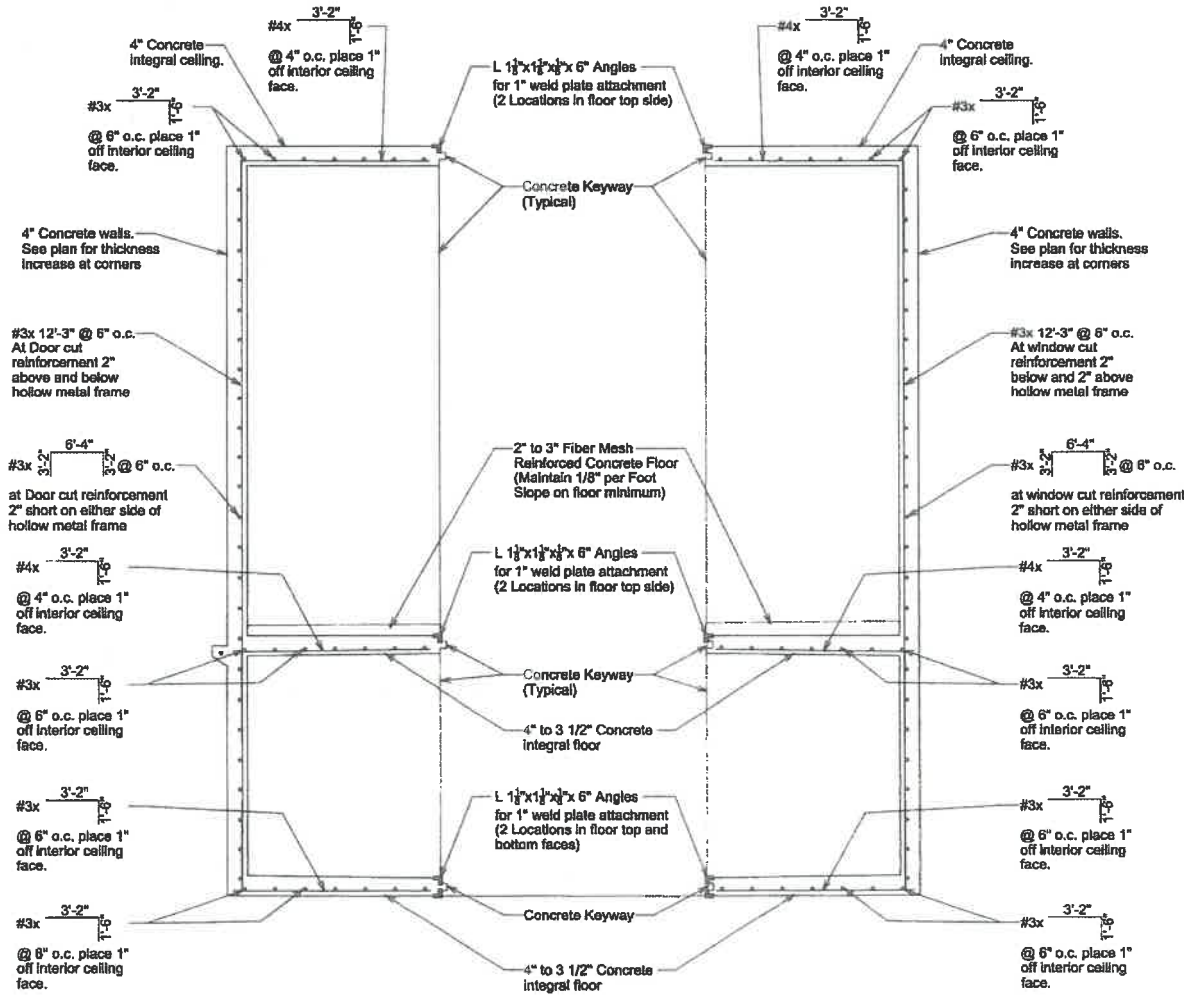 #4x 3'-2" 1'-6"
@ 4" o.c. place 1"
off interior ceiling
face.
4" Concrete
integral ceiling.
#3x 3'-2" 1'-6"
@ 6" o.c. place 1"
off interior ceiling
face.
4" Concrete walls.
See plan for thickness
increase at corners
#3x 12'-3" @ 6" o.c.
At Door cut
reinforcement 2"
above and below
hollow metal frame
#3x 3'-2" 6'-4" 3'-2" @ 6" o.c.
at Door cut reinforcement
2" short on either side of
hollow metal frame
#4x 3'-2" 1'-6"
@ 4" o.c. place 1"
off interior ceiling
face.
#3x 3'-2" 1'-6"
@ 6" o.c. place 1"
off interior ceiling
face.
#3x 3'-2" 1'-6"
@ 6" o.c. place 1"
off interior ceiling
face.
#3x 3'-2" 1'-6"
@ 6" o.c. place 1"
off interior ceiling
face.
L 1⅛"x1⅛"x⅛"x 6" Angles
for 1" weld plate attachment
(2 Locations in floor top side)
Concrete Keyway
(Typical)
2" to 3" Fiber Mesh
Reinforced Concrete Floor
(Maintain 1/8" per Foot
Slope on floor minimum)
L 1⅛"x1⅛"x⅛"x 6" Angles
for 1" weld plate attachment
(2 Locations in floor top side)
Concrete Keyway
(Typical)
4" to 3 1/2" Concrete
integral floor
L 1⅛"x1⅛"x⅛"x 6" Angles
for 1" weld plate attachment
(2 Locations in floor top and
bottom faces)
Concrete Keyway
4" to 3 1/2" Concrete
integral floor
#4x 3'-2" 1'-6"
@ 4" o.c. place 1"
off interior ceiling
face.
4" Concrete
integral ceiling.
#3x 3'-2" 1'-6"
@ 6" o.c. place 1"
off interior ceiling
face.
4" Concrete walls.
See plan for thickness
increase at corners
#3x 12'-3" @ 6" o.c.
At window cut
reinforcement 2"
below and 2" above
hollow metal frame
#3x 3'-2" 6'-4" 3'-2" @ 6" o.c.
at window cut reinforcement
2" short on either side of
hollow metal frame
#4x 3'-2" 1'-6"
@ 4" o.c. place 1"
off interior ceiling
face.
#3x 3'-2" 1'-6"
@ 6" o.c. place 1"
off interior ceiling
face.
#3x 3'-2" 1'-6"
@ 6" o.c. place 1"
off interior ceiling
face.
#3x 3'-2" 1'-6"
@ 6" o.c. place 1"
off interior ceiling
face.